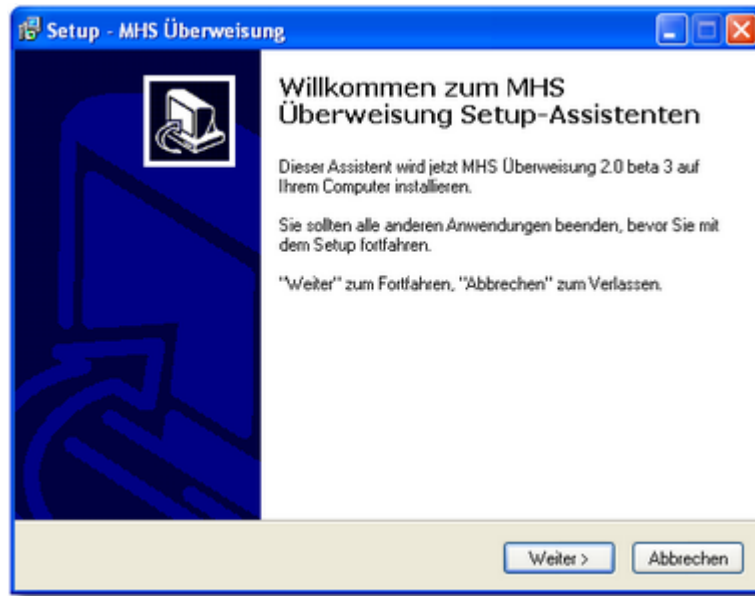 Setup - MHS Überweisung
Willkommen zum MHS
Überweisung Setup-Assistenten
Dieser Assistent wird jetzt MHS Überweisung 2.0 beta 3 auf
Ihrem Computer installieren.
Sie sollten alle anderen Anwendungen beenden, bevor Sie mit
dem Setup fortfahren.
"Weiter" zum Fortfahren, "Abbrechen" zum Verlassen.
Weiter > Abbrechen